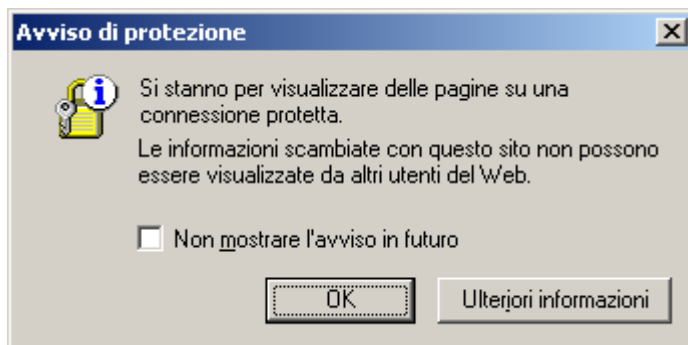 Avviso di protezione
Si stanno per visualizzare delle pagine su una
connessione protetta.
Le informazioni scambiate con questo sito non possono
essere visualizzate da altri utenti del Web.
Non mostrare l'avviso in futuro
OK
Ulteriori informazioni